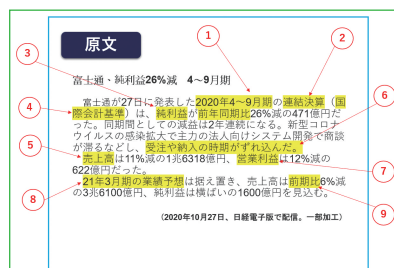 原文
1
2
3
富士通、純利益26%減 4～9月期
富士通が27日に発表した2020年4～9月期の連結決算（国
4
際会計基準）は、純利益が前年同比26%減の471億円だ
6
った。同期間としての減益は2年連続になる。新型コロナ
ウイルスの感染拡大で主力の法人向けシステム開発で商談
5
が滞るなどし、受注や納入の時期がずれ込んだ。
売上高は11%減の1兆6318億円、営業利益は12%減の
622億円だった。
7
8
21年3月期の業績予想は据え置き、売上高は前期比6%減
の3兆6100億円、純利益は横ばいの1600億円を見込む。
9
（2020年10月27日、日経電子版で配信。一部加工）